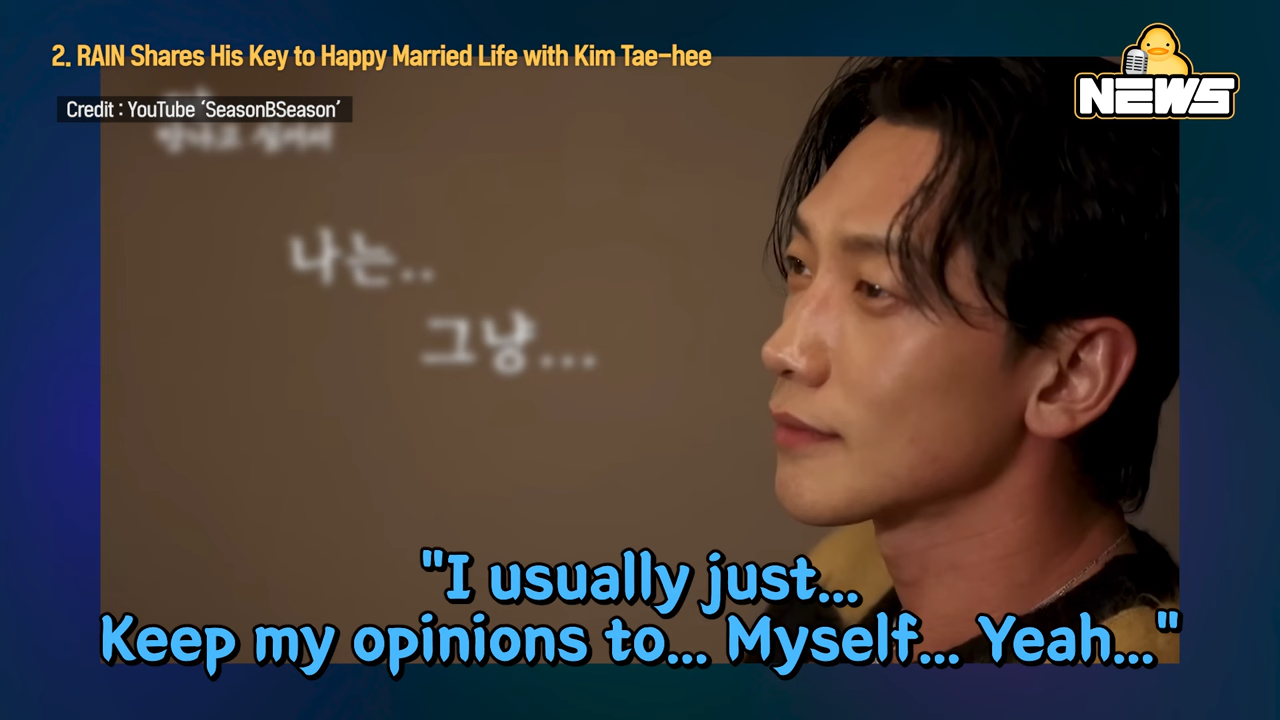 2. RAIN Shares His Key to Happy Married Life with Kim Tae-hee
NEWS
Credit : YouTube ‘SeasonBSeason’
나는..
그냥...
"I usually just...
Keep my opinions to... Myself... Yeah..."